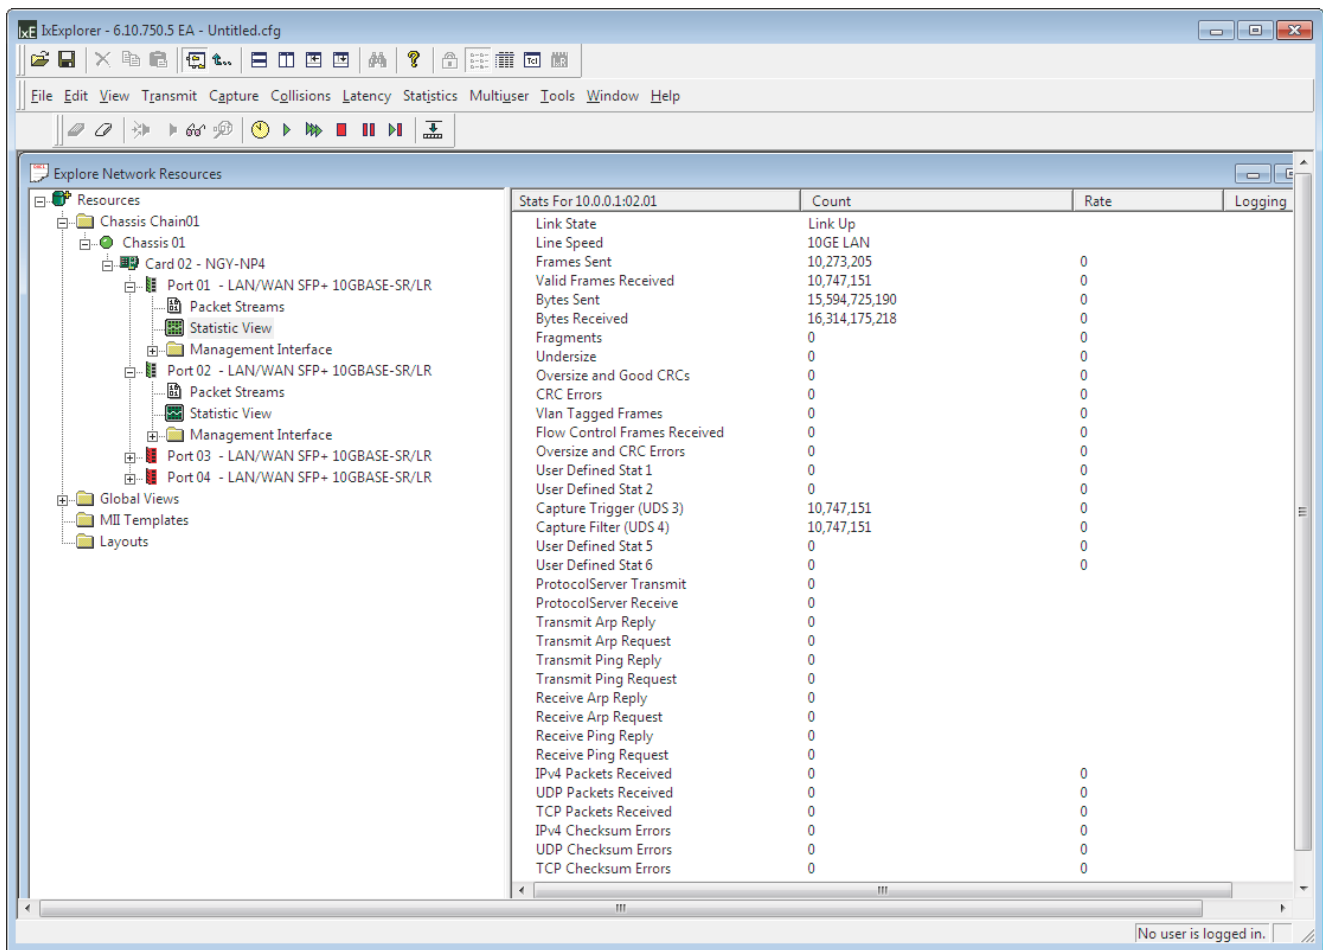 IxE IxExplorer - 6.10.750.5 EA - Untitled.cfg
Tcl
File Edit View Transmit Capture Collisions Latency Statistics Multiuser Tools Window Help
Explore Network Resources
Resources
Chassis Chain01
Chassis 01
Card 02 - NGY-NP4
Port 01 - LAN/WAN SFP+ 10GBASE-SR/LR
Packet Streams
Statistic View
Management Interface
Port 02 - LAN/WAN SFP+ 10GBASE-SR/LR
Packet Streams
Statistic View
Management Interface
Port 03 - LAN/WAN SFP+ 10GBASE-SR/LR
Port 04 - LAN/WAN SFP+ 10GBASE-SR/LR
Global Views
MII Templates
Layouts
Stats For 10.0.0.1:02.01 Count Rate Logging
Link State Link Up
Line Speed 10GE LAN
Frames Sent 10,273,205 0
Valid Frames Received 10,747,151 0
Bytes Sent 15,594,725,190 0
Bytes Received 16,314,175,218 0
Fragments 0 0
Undersize 0 0
Oversize and Good CRCs 0 0
CRC Errors 0 0
Vlan Tagged Frames 0 0
Flow Control Frames Received 0 0
Oversize and CRC Errors 0 0
User Defined Stat 1 0 0
User Defined Stat 2 0 0
Capture Trigger (UDS 3) 10,747,151 0
Capture Filter (UDS 4) 10,747,151 0
User Defined Stat 5 0 0
User Defined Stat 6 0 0
ProtocolServer Transmit 0
ProtocolServer Receive 0
Transmit Arp Reply 0
Transmit Arp Request 0
Transmit Ping Reply 0
Transmit Ping Request 0
Receive Arp Reply 0
Receive Arp Request 0
Receive Ping Reply 0
Receive Ping Request 0
IPv4 Packets Received 0 0
UDP Packets Received 0 0
TCP Packets Received 0 0
IPv4 Checksum Errors 0 0
UDP Checksum Errors 0 0
TCP Checksum Errors 0 0
No user is logged in.